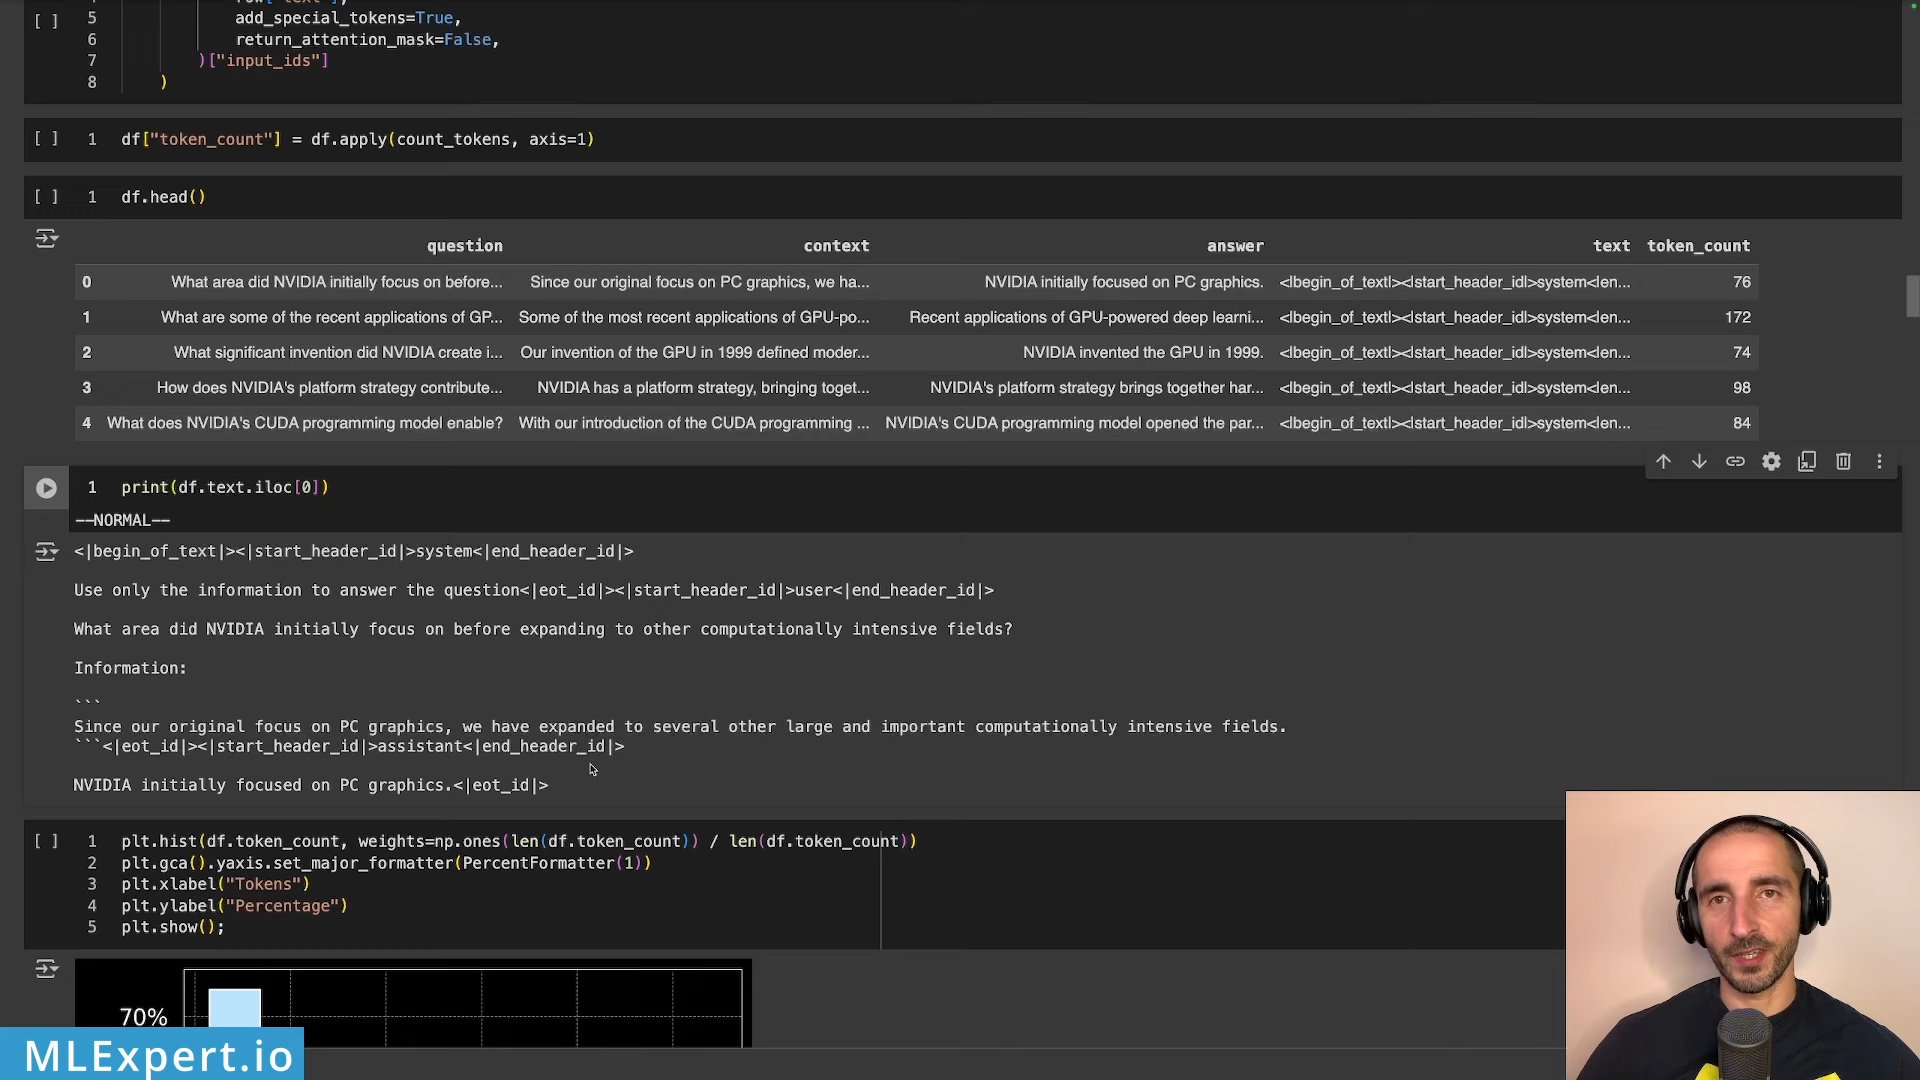 [ ] 5 add_special_tokens=True,
6 return_attention_mask=False,
7 )["input_ids"]
8 )
[ ] 1 df["token_count"] = df.apply(count_tokens, axis=1)
[ ] 1 df.head()
question context answer text token_count
0 What area did NVIDIA initially focus on before... Since our original focus on PC graphics, we ha... NVIDIA initially focused on PC graphics. <|begin_of_text|><|start_header_id|>system<|en... 76
1 What are some of the recent applications of GP... Some of the most recent applications of GPU-po... Recent applications of GPU-powered deep learni... <|begin_of_text|><|start_header_id|>system<|en... 172
2 What significant invention did NVIDIA create i... Our invention of the GPU in 1999 defined moder... NVIDIA invented the GPU in 1999. <|begin_of_text|><|start_header_id|>system<|en... 74
3 How does NVIDIA's platform strategy contribute... NVIDIA has a platform strategy, bringing toget... NVIDIA's platform strategy brings together har... <|begin_of_text|><|start_header_id|>system<|en... 98
4 What does NVIDIA's CUDA programming model enable? With our introduction of the CUDA programming ... NVIDIA's CUDA programming model opened the par... <|begin_of_text|><|start_header_id|>system<|en... 84
1 print(df.text.iloc[0])
--NORMAL--
<|begin_of_text|><|start_header_id|>system<|end_header_id|>
Use only the information to answer the question<|eot_id|><|start_header_id|>user<|end_header_id|>
What area did NVIDIA initially focus on before expanding to other computationally intensive fields?
Information:
```
Since our original focus on PC graphics, we have expanded to several other large and important computationally intensive fields.
```<|eot_id|><|start_header_id|>assistant<|end_header_id|>
NVIDIA initially focused on PC graphics.<|eot_id|>
[ ] 1 plt.hist(df.token_count, weights=np.ones(len(df.token_count)) / len(df.token_count))
2 plt.gca().yaxis.set_major_formatter(PercentFormatter(1))
3 plt.xlabel("Tokens")
4 plt.ylabel("Percentage")
5 plt.show();
70%
MLExpert.io